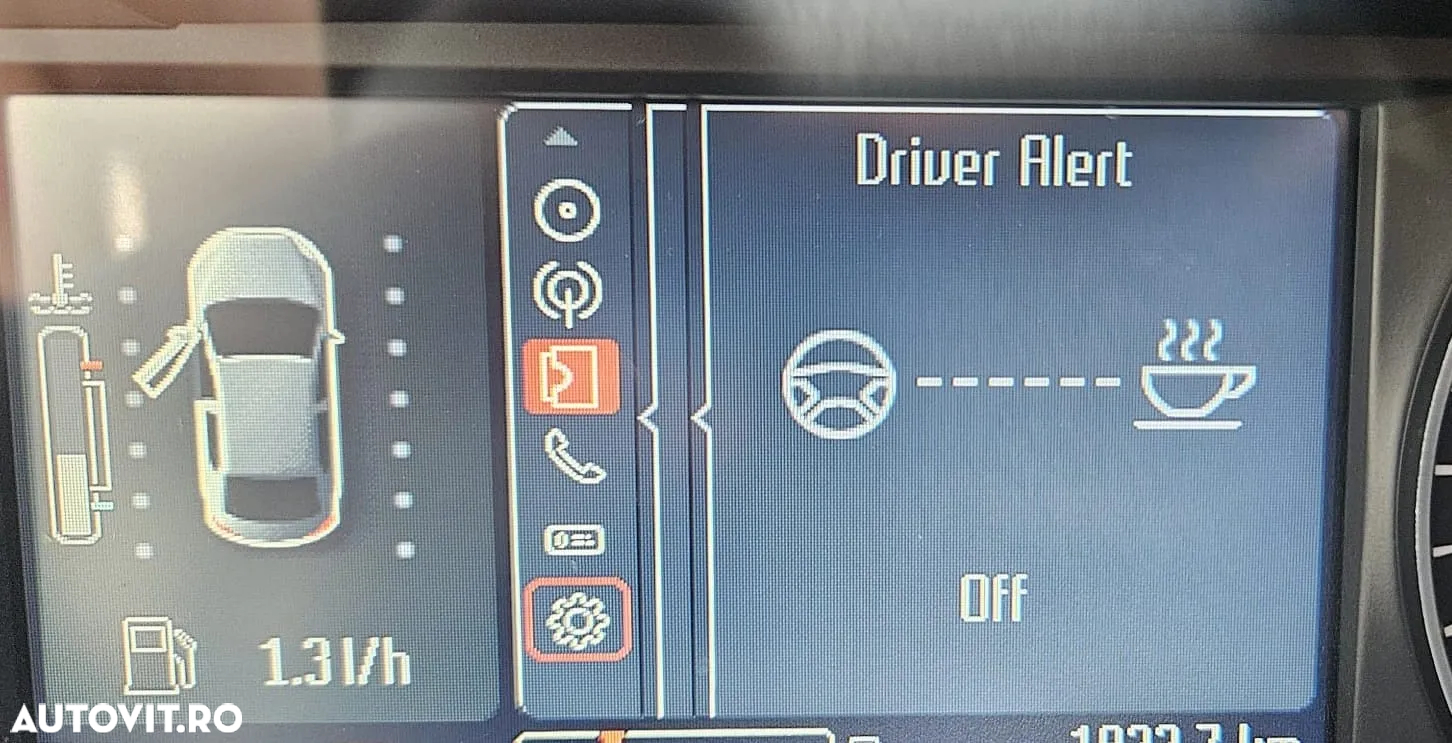 Driver Alert
Off
1.3 l/h
AUTOVIT.RO